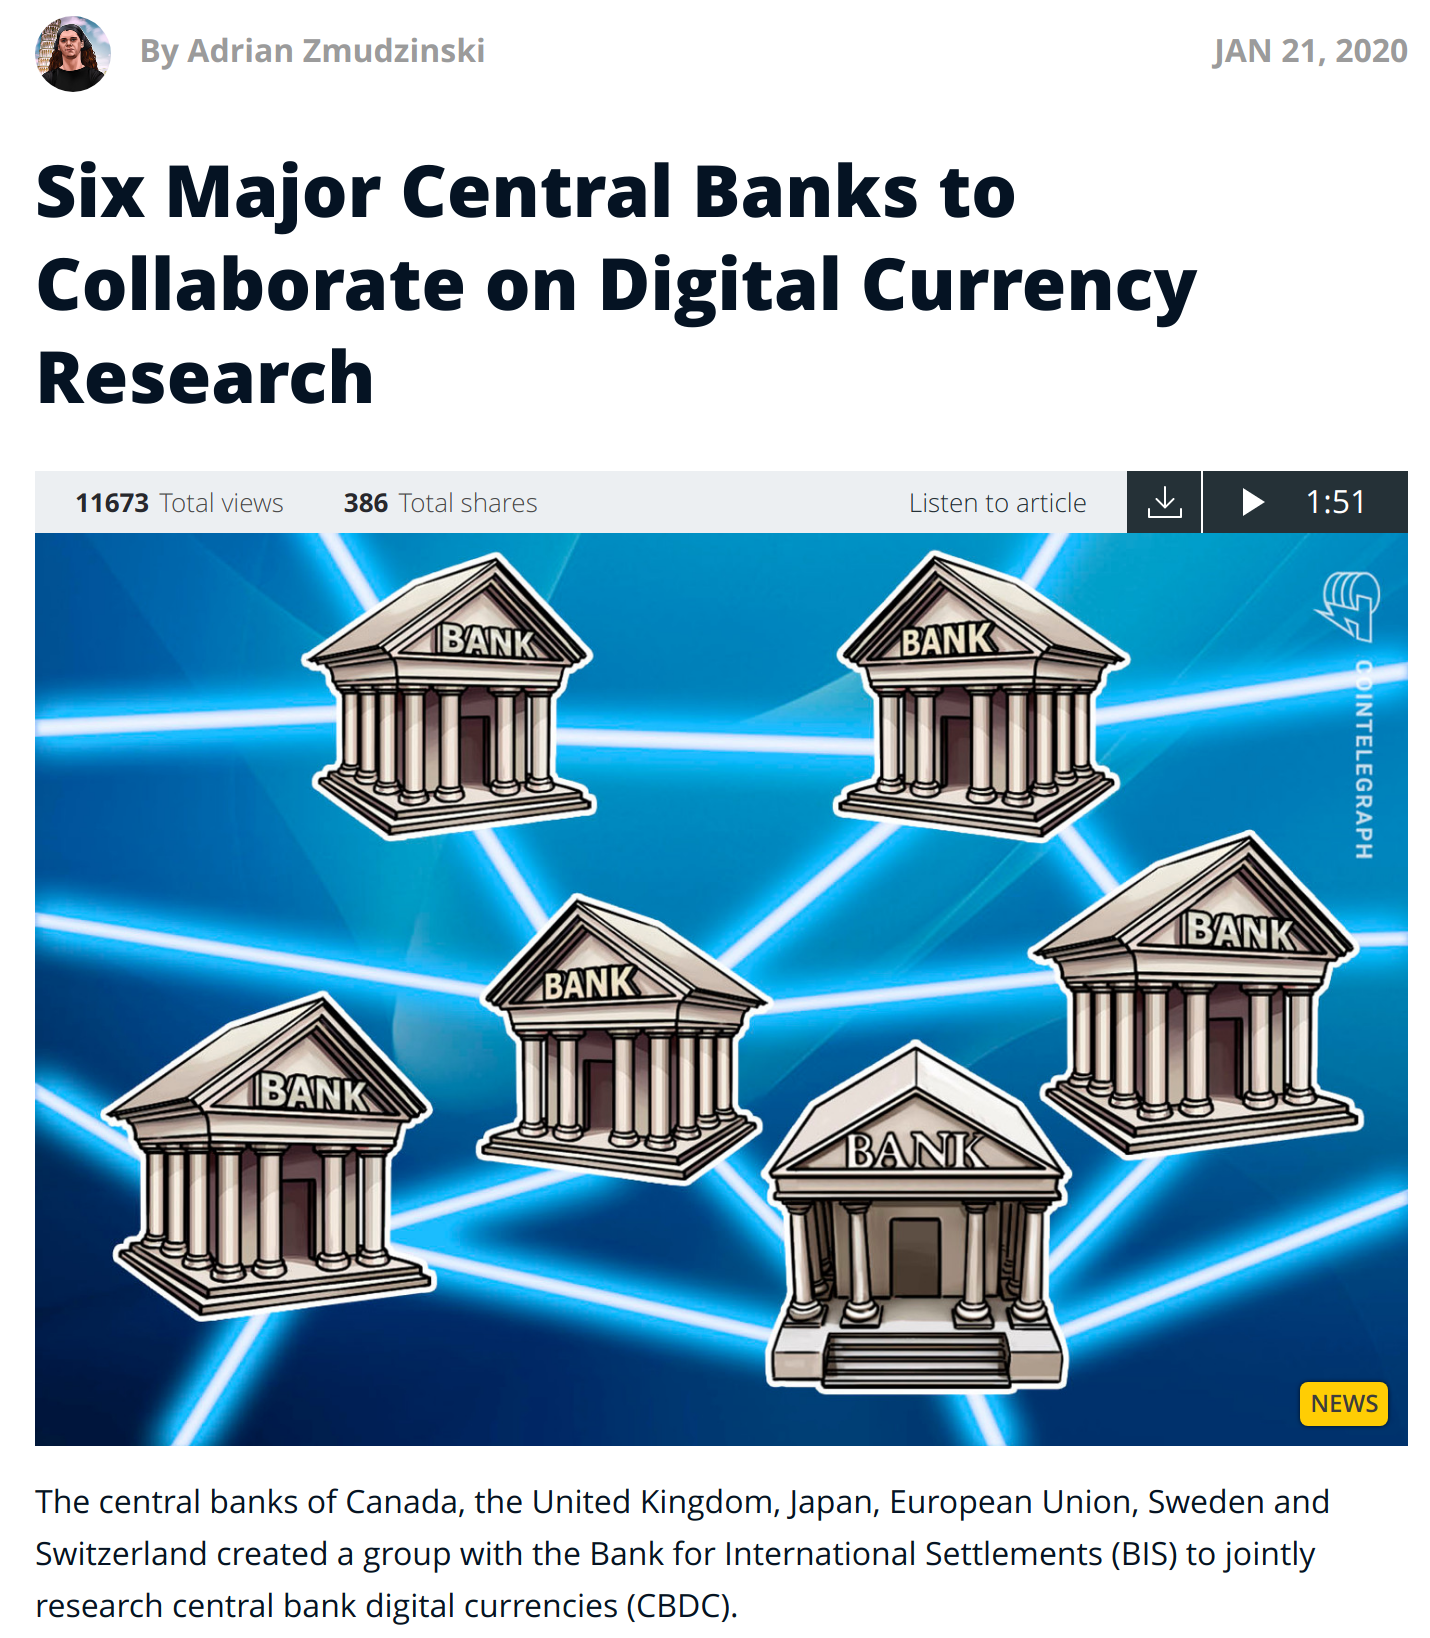 By Adrian Zmudzinski
JAN 21, 2020
Six Major Central Banks to
Collaborate on Digital Currency
Research
11673 Total views 386 Total shares Listen to article 1:51
BANK
BANK
COINTELEGRAPH
BANK
BANK
BANK
BANK
NEWS
The central banks of Canada, the United Kingdom, Japan, European Union, Sweden and
Switzerland created a group with the Bank for International Settlements (BIS) to jointly
research central bank digital currencies (CBDC).